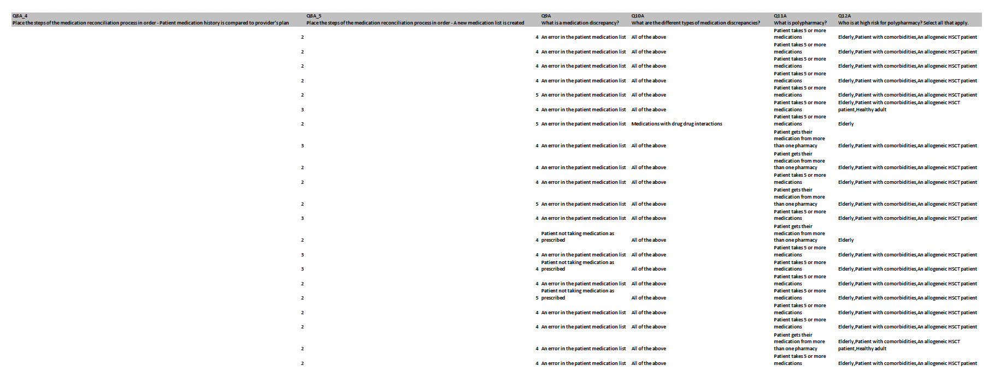 Q8A_4 Q8A_5 Q9A Q10A Q11A Q12A
Place the steps of the medication reconciliation process in order - Patient medication history is compared to provider's plan Place the steps of the medication reconciliation process in order - A new medication list is created What is a medication discrepancy? What are the different types of medication discrepancies? What is polypharmacy? Who is at high risk for polypharmacy? Select all that apply.
Patient takes 5 or more
2 4 An error in the patient medication list All of the above medications Elderly,Patient with comorbidities,An allogeneic HSCT patient
Patient takes 5 or more
2 4 An error in the patient medication list All of the above medications Elderly,Patient with comorbidities,An allogeneic HSCT patient
Patient takes 5 or more
2 4 An error in the patient medication list All of the above medications Elderly,Patient with comorbidities,An allogeneic HSCT patient
Patient takes 5 or more
2 4 An error in the patient medication list All of the above medications Elderly,Patient with comorbidities,An allogeneic HSCT patient
Patient takes 5 or more
2 5 An error in the patient medication list All of the above medications Elderly,Patient with comorbidities,An allogeneic HSCT patient
Patient takes 5 or more Elderly,Patient with comorbidities,An allogeneic HSCT
3 4 An error in the patient medication list All of the above medications patient,Healthy adult
Patient takes 5 or more
2 5 An error in the patient medication list Medications with drug drug interactions medications Elderly
Patient gets their
medication from more
3 4 An error in the patient medication list All of the above than one pharmacy Elderly,Patient with comorbidities,An allogeneic HSCT patient
Patient gets their
medication from more
2 4 An error in the patient medication list All of the above than one pharmacy Elderly,Patient with comorbidities,An allogeneic HSCT patient
Patient takes 5 or more
2 4 An error in the patient medication list All of the above medications Elderly,Patient with comorbidities,An allogeneic HSCT patient
Patient gets their
medication from more
2 5 An error in the patient medication list All of the above than one pharmacy Elderly,Patient with comorbidities,An allogeneic HSCT patient
Patient takes 5 or more
3 4 An error in the patient medication list All of the above medications Elderly,Patient with comorbidities,An allogeneic HSCT patient
Patient gets their
Patient not taking medication as medication from more
2 4 prescribed All of the above than one pharmacy Elderly
Patient takes 5 or more
3 4 An error in the patient medication list All of the above medications Elderly,Patient with comorbidities,An allogeneic HSCT patient
Patient not taking medication as Patient takes 5 or more
3 4 prescribed All of the above medications Elderly,Patient with comorbidities,An allogeneic HSCT patient
Patient takes 5 or more
2 4 An error in the patient medication list All of the above medications Elderly,Patient with comorbidities,An allogeneic HSCT patient
Patient not taking medication as Patient takes 5 or more
2 5 prescribed All of the above medications Elderly,Patient with comorbidities,An allogeneic HSCT patient
Patient takes 5 or more
2 4 An error in the patient medication list All of the above medications Elderly,Patient with comorbidities,An allogeneic HSCT patient
Patient takes 5 or more
2 4 An error in the patient medication list All of the above medications Elderly,Patient with comorbidities,An allogeneic HSCT patient
Patient gets their
medication from more Elderly,Patient with comorbidities,An allogeneic HSCT
2 4 An error in the patient medication list All of the above than one pharmacy patient,Healthy adult
Patient takes 5 or more
2 4 An error in the patient medication list All of the above medications Elderly,Patient with comorbidities,An allogeneic HSCT patient